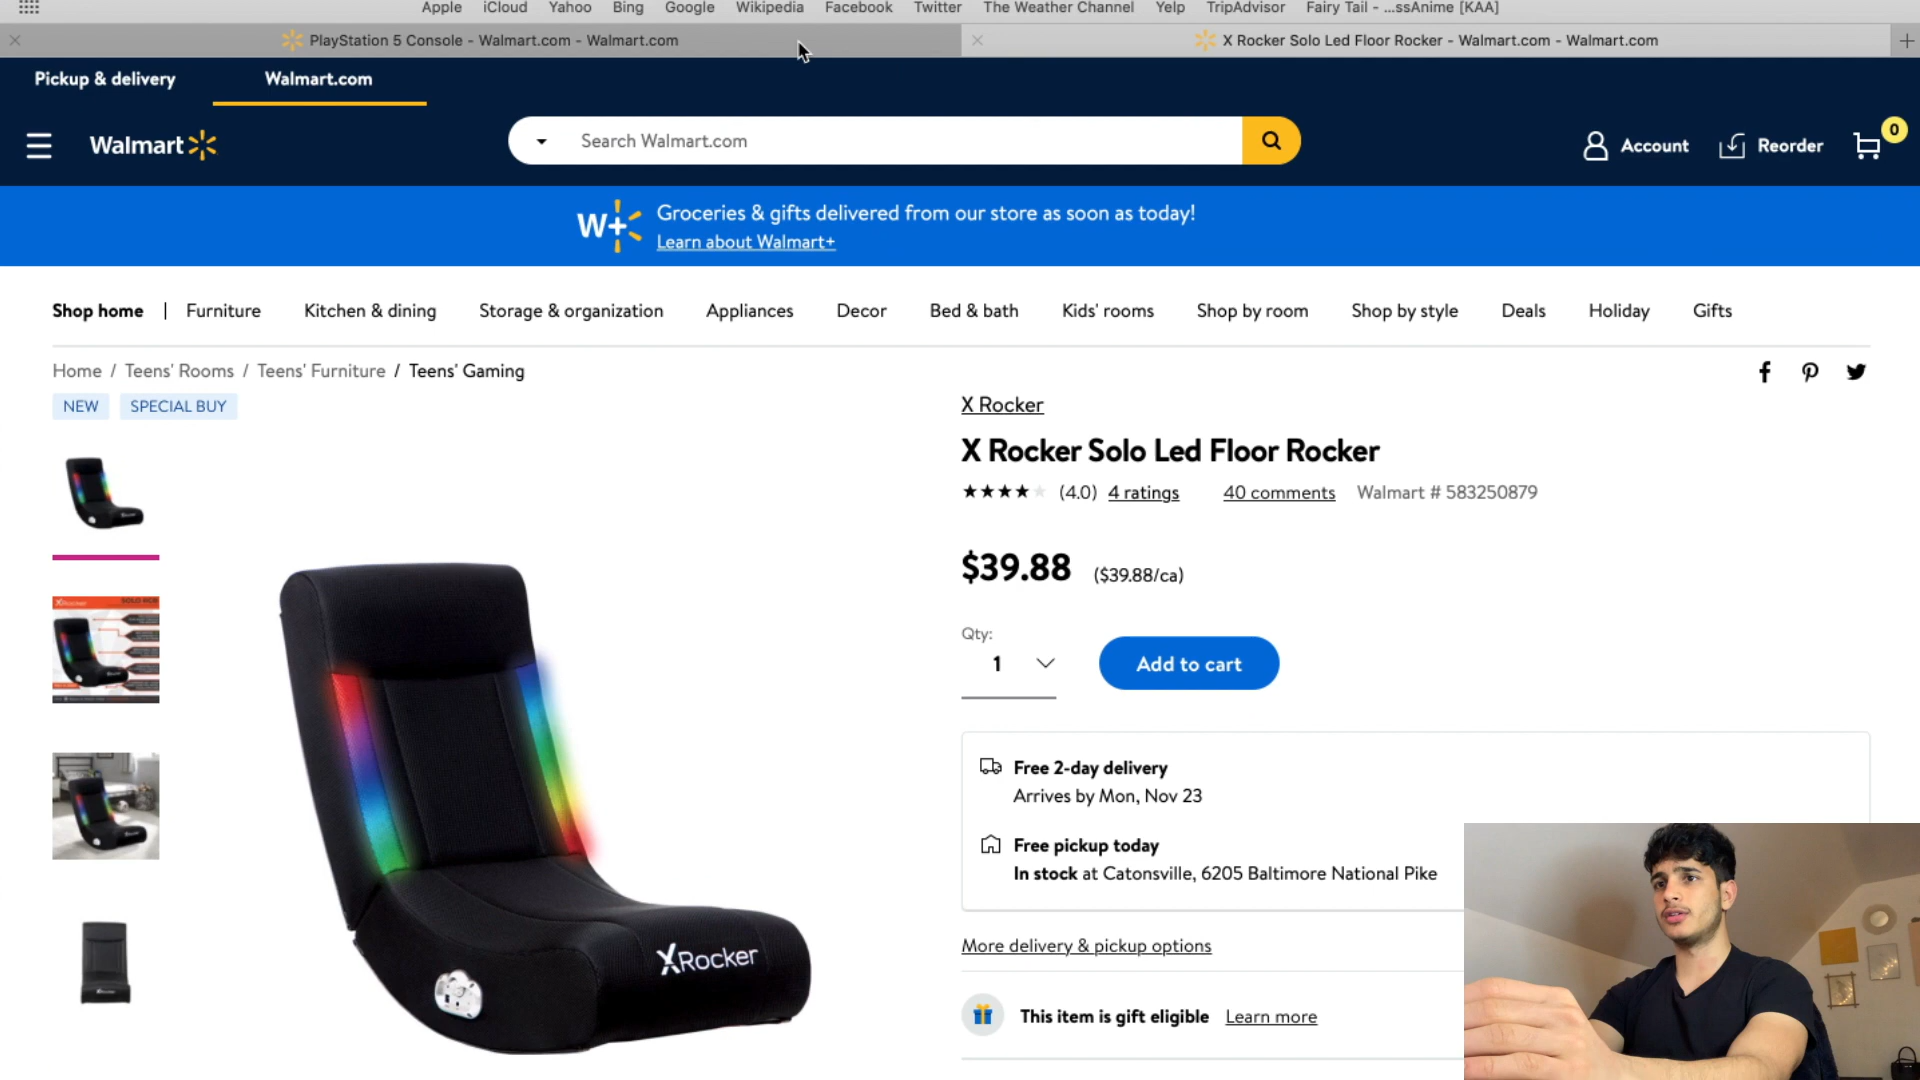 Apple iCloud Yahoo Bing Google Wikipedia Facebook Twitter The Weather Channel Yelp TripAdvisor Fairy Tail - ...ssAnime [KAA]
PlayStation 5 Console - Walmart.com - Walmart.com
X Rocker Solo Led Floor Rocker - Walmart.com - Walmart.com
Pickup & delivery Walmart.com
Walmart
Search Walmart.com
Account Reorder 0
W+
Groceries & gifts delivered from our store as soon as today!
Learn about Walmart+
Shop home | Furniture Kitchen & dining Storage & organization Appliances Decor Bed & bath Kids' rooms Shop by room Shop by style Deals Holiday Gifts
Home / Teens' Rooms / Teens' Furniture / Teens' Gaming
NEW SPECIAL BUY
X Rocker
X Rocker Solo Led Floor Rocker
(4.0) 4 ratings 40 comments Walmart # 583250879
$39.88 ($39.88/ca)
Qty:
1
Add to cart
Free 2-day delivery
Arrives by Mon, Nov 23
Free pickup today
In stock at Catonsville, 6205 Baltimore National Pike
XRocker
More delivery & pickup options
This item is gift eligible Learn more